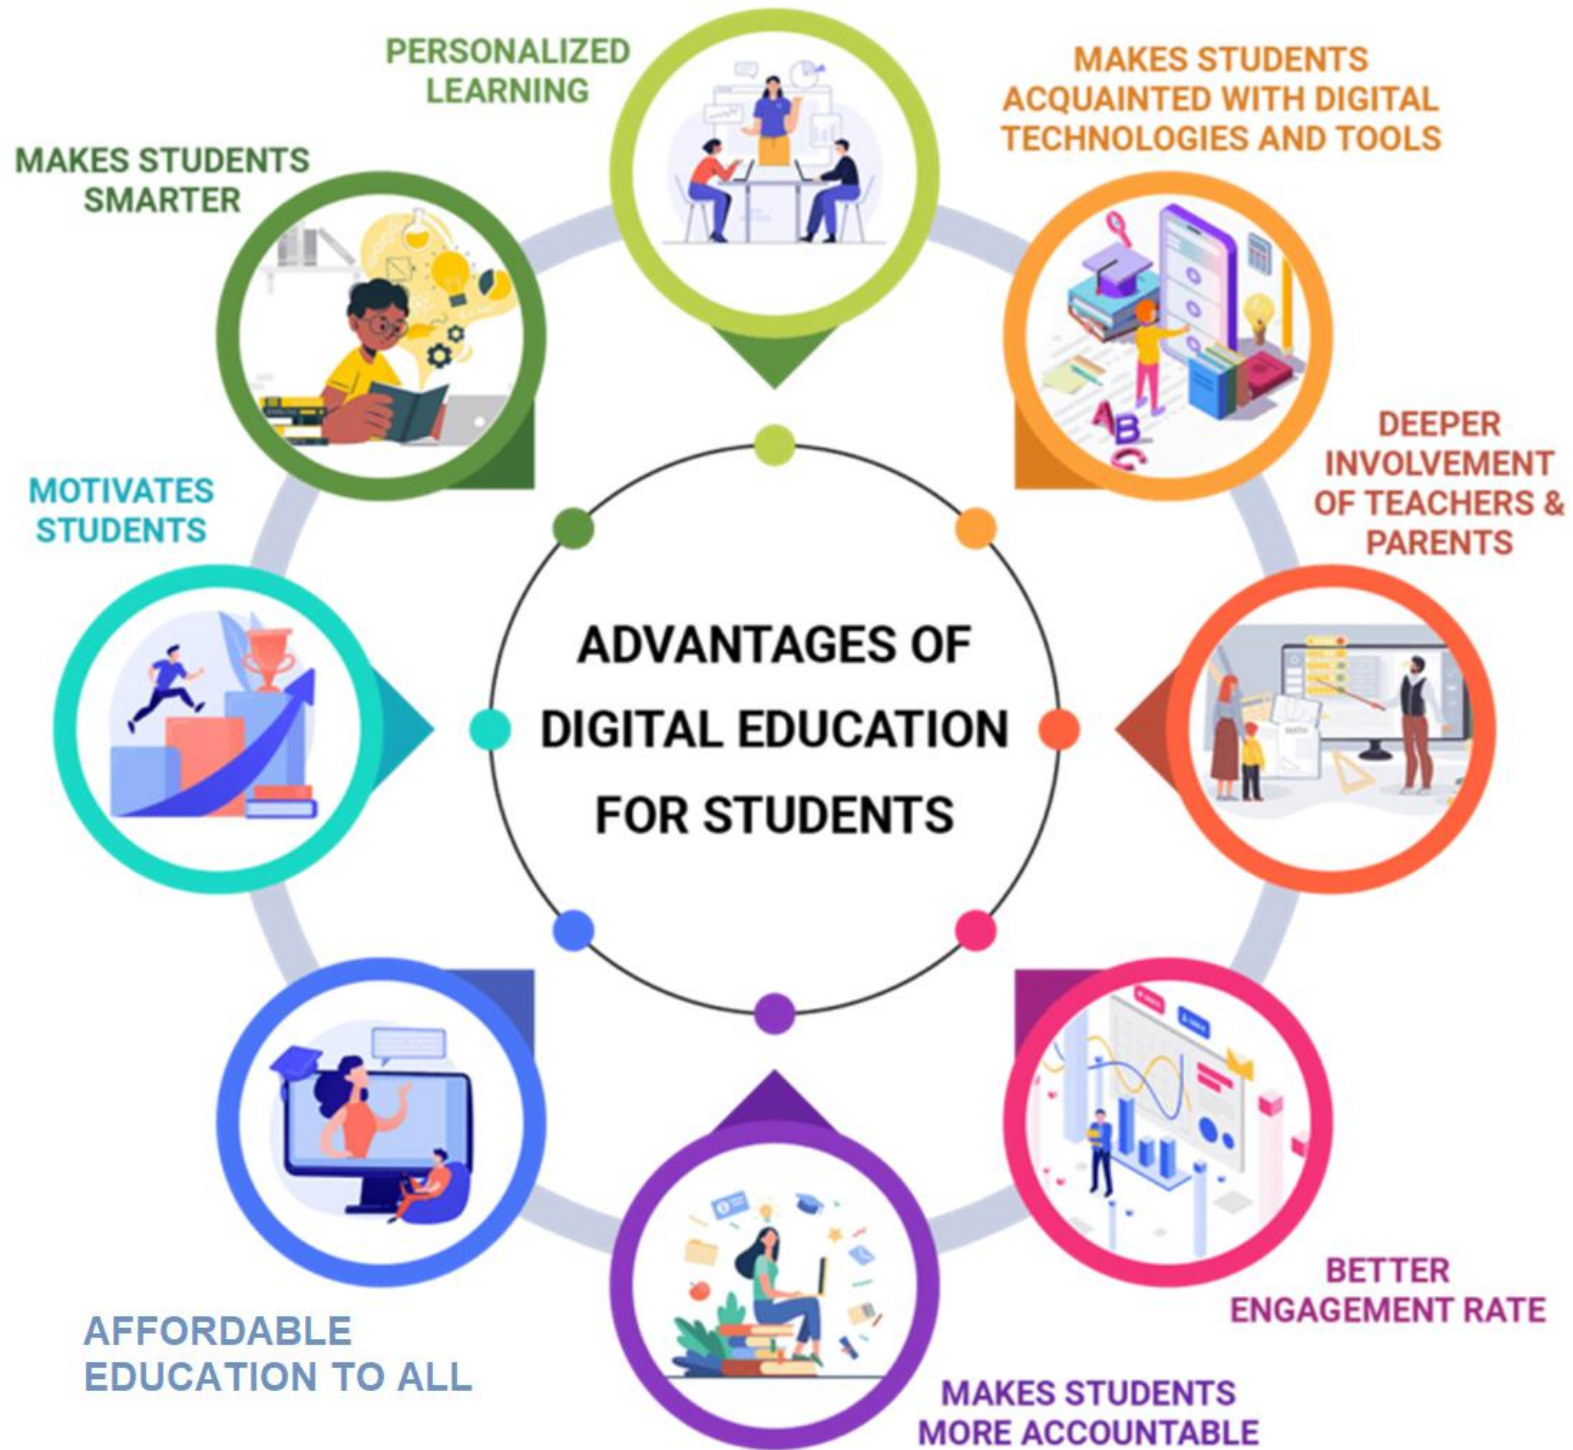 PERSONALIZED
LEARNING
MAKES STUDENTS
ACQUAINTED WITH DIGITAL
TECHNOLOGIES AND TOOLS
MAKES STUDENTS
SMARTER
DEEPER
INVOLVEMENT
OF TEACHERS &
PARENTS
MOTIVATES
STUDENTS
ADVANTAGES OF
DIGITAL EDUCATION
FOR STUDENTS
BETTER
ENGAGEMENT RATE
AFFORDABLE
EDUCATION TO ALL
MAKES STUDENTS
MORE ACCOUNTABLE
A
B
C